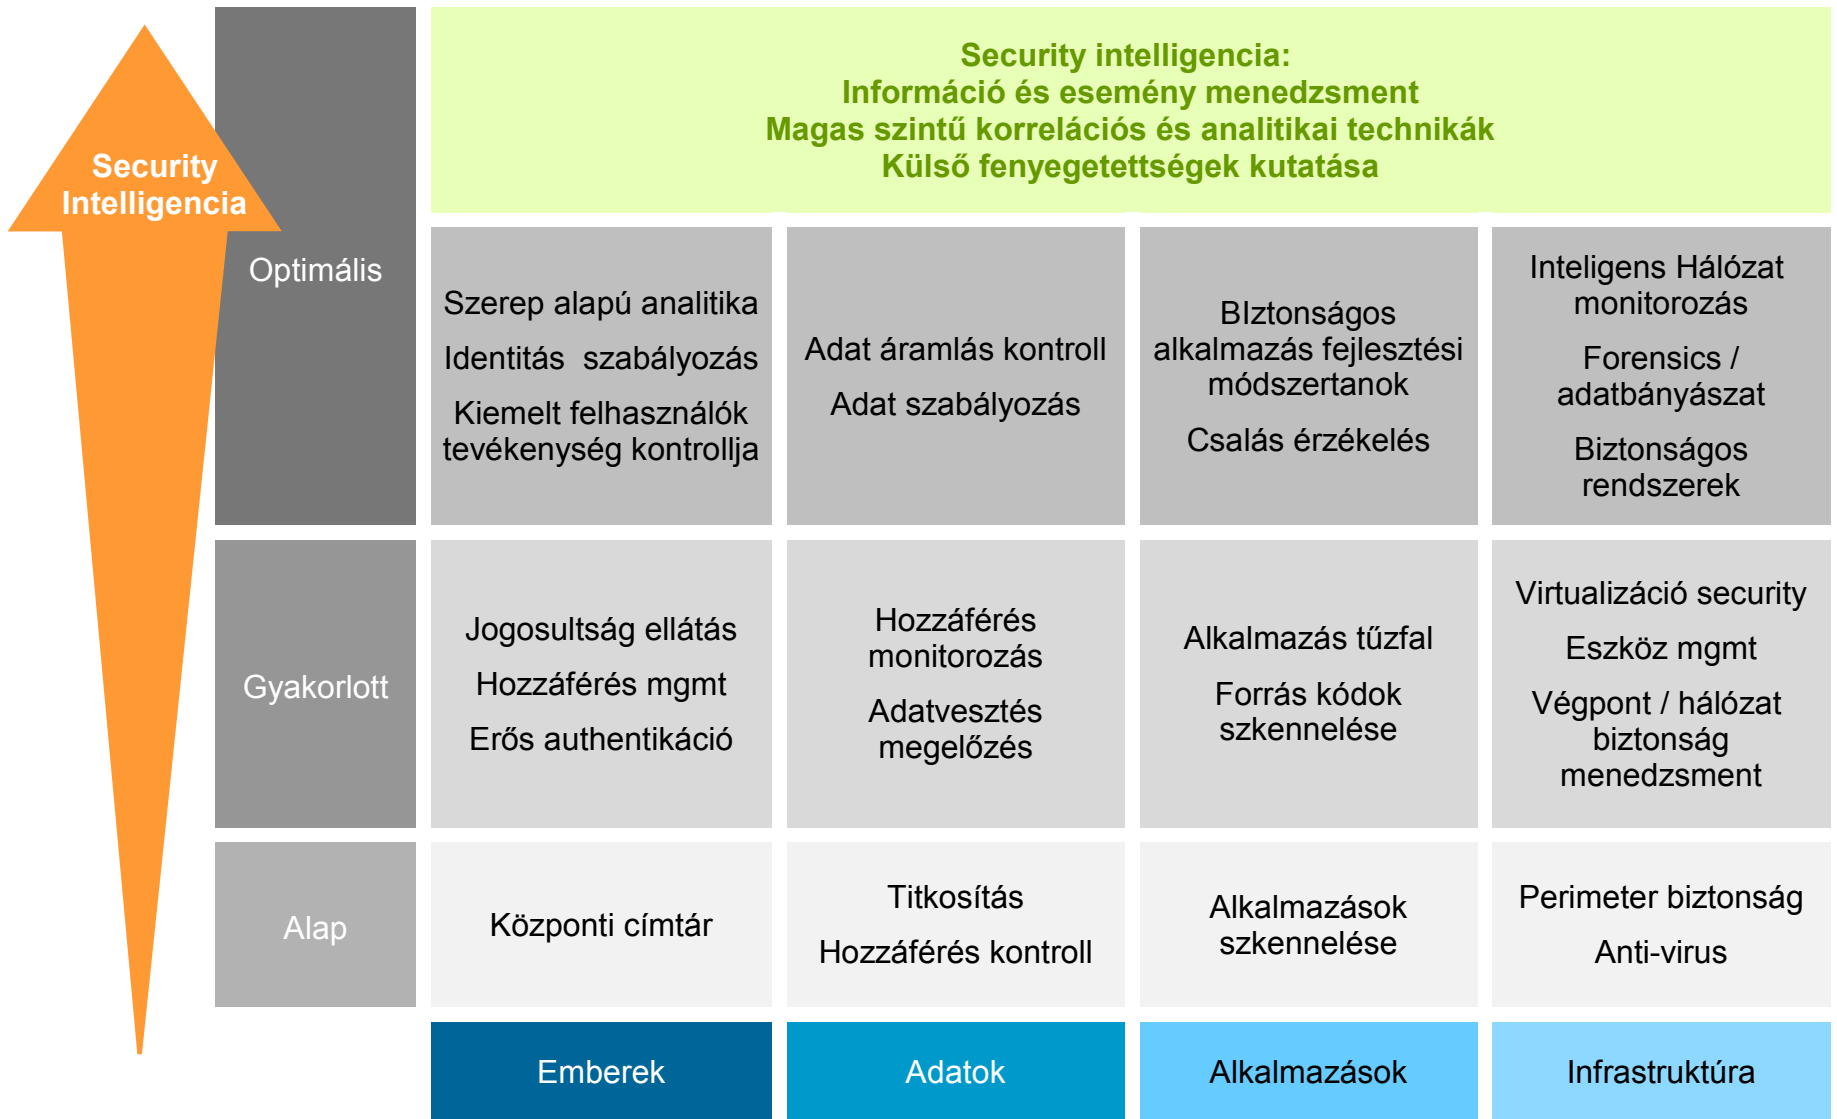 Security intelligencia:
Információ és esemény menedzsment
Magas szintű korrelációs és analitikai technikák
Külső fenyegetettségek kutatása
Security
Intelligencia
Optimális
Szerep alapú analitika
Identitás  szabályozás
Kiemelt felhasználók
tevékenység kontrollja
Adat áramlás kontroll
Adat szabályozás
BIztonságos
alkalmazás fejlesztési
módszertanok
Csalás érzékelés
Inteligens Hálózat
monitorozás
Forensics /
adatbányászat
Biztonságos
rendszerek
Gyakorlott
Jogosultság ellátás
Hozzáférés mgmt
Erős authentikáció
Hozzáférés
monitorozás
Adatvesztés
megelőzés
Alkalmazás tűzfal
Forrás kódok
szkennelése
Virtualizáció security
Eszköz mgmt
Végpont / hálózat
biztonság
menedzsment
Alap
Központi címtár
Titkosítás
Hozzáférés kontroll
Alkalmazások
szkennelése
Perimeter biztonság
Anti-virus
Emberek
Adatok
Alkalmazások
Infrastruktúra